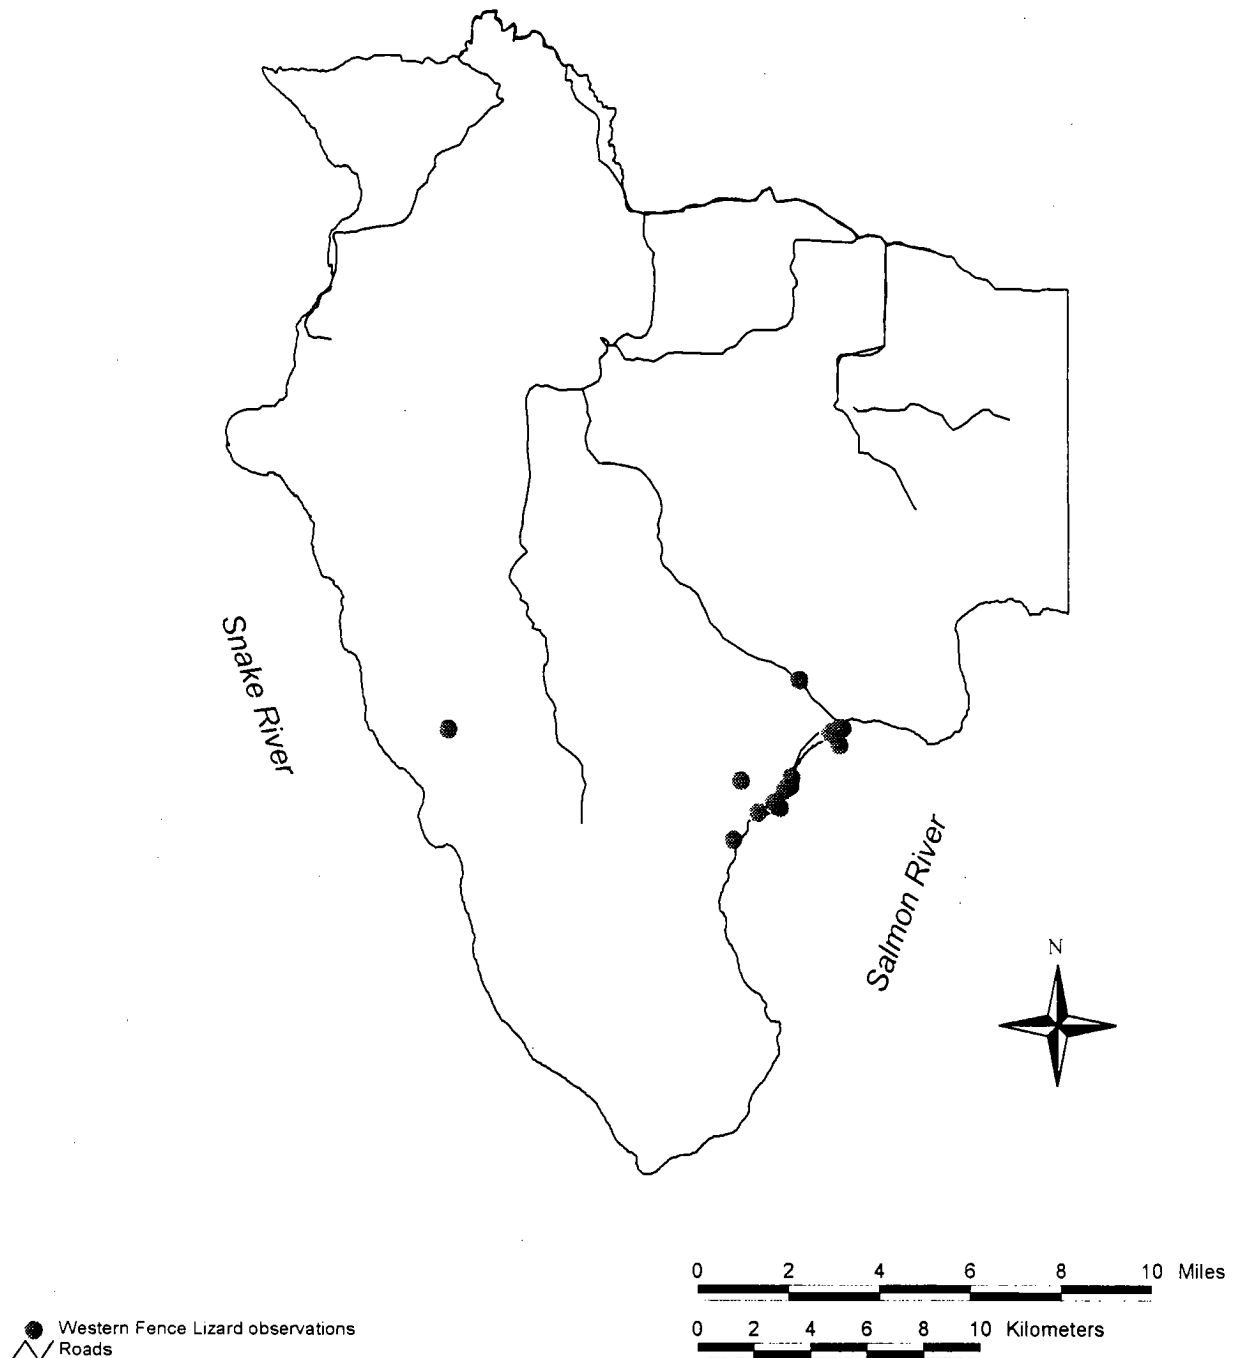 Snake River
Salmon River
N
0 2 4 6 8 10 Miles
0 2 4 6 8 10 Kilometers
Western Fence Lizard observations
Roads